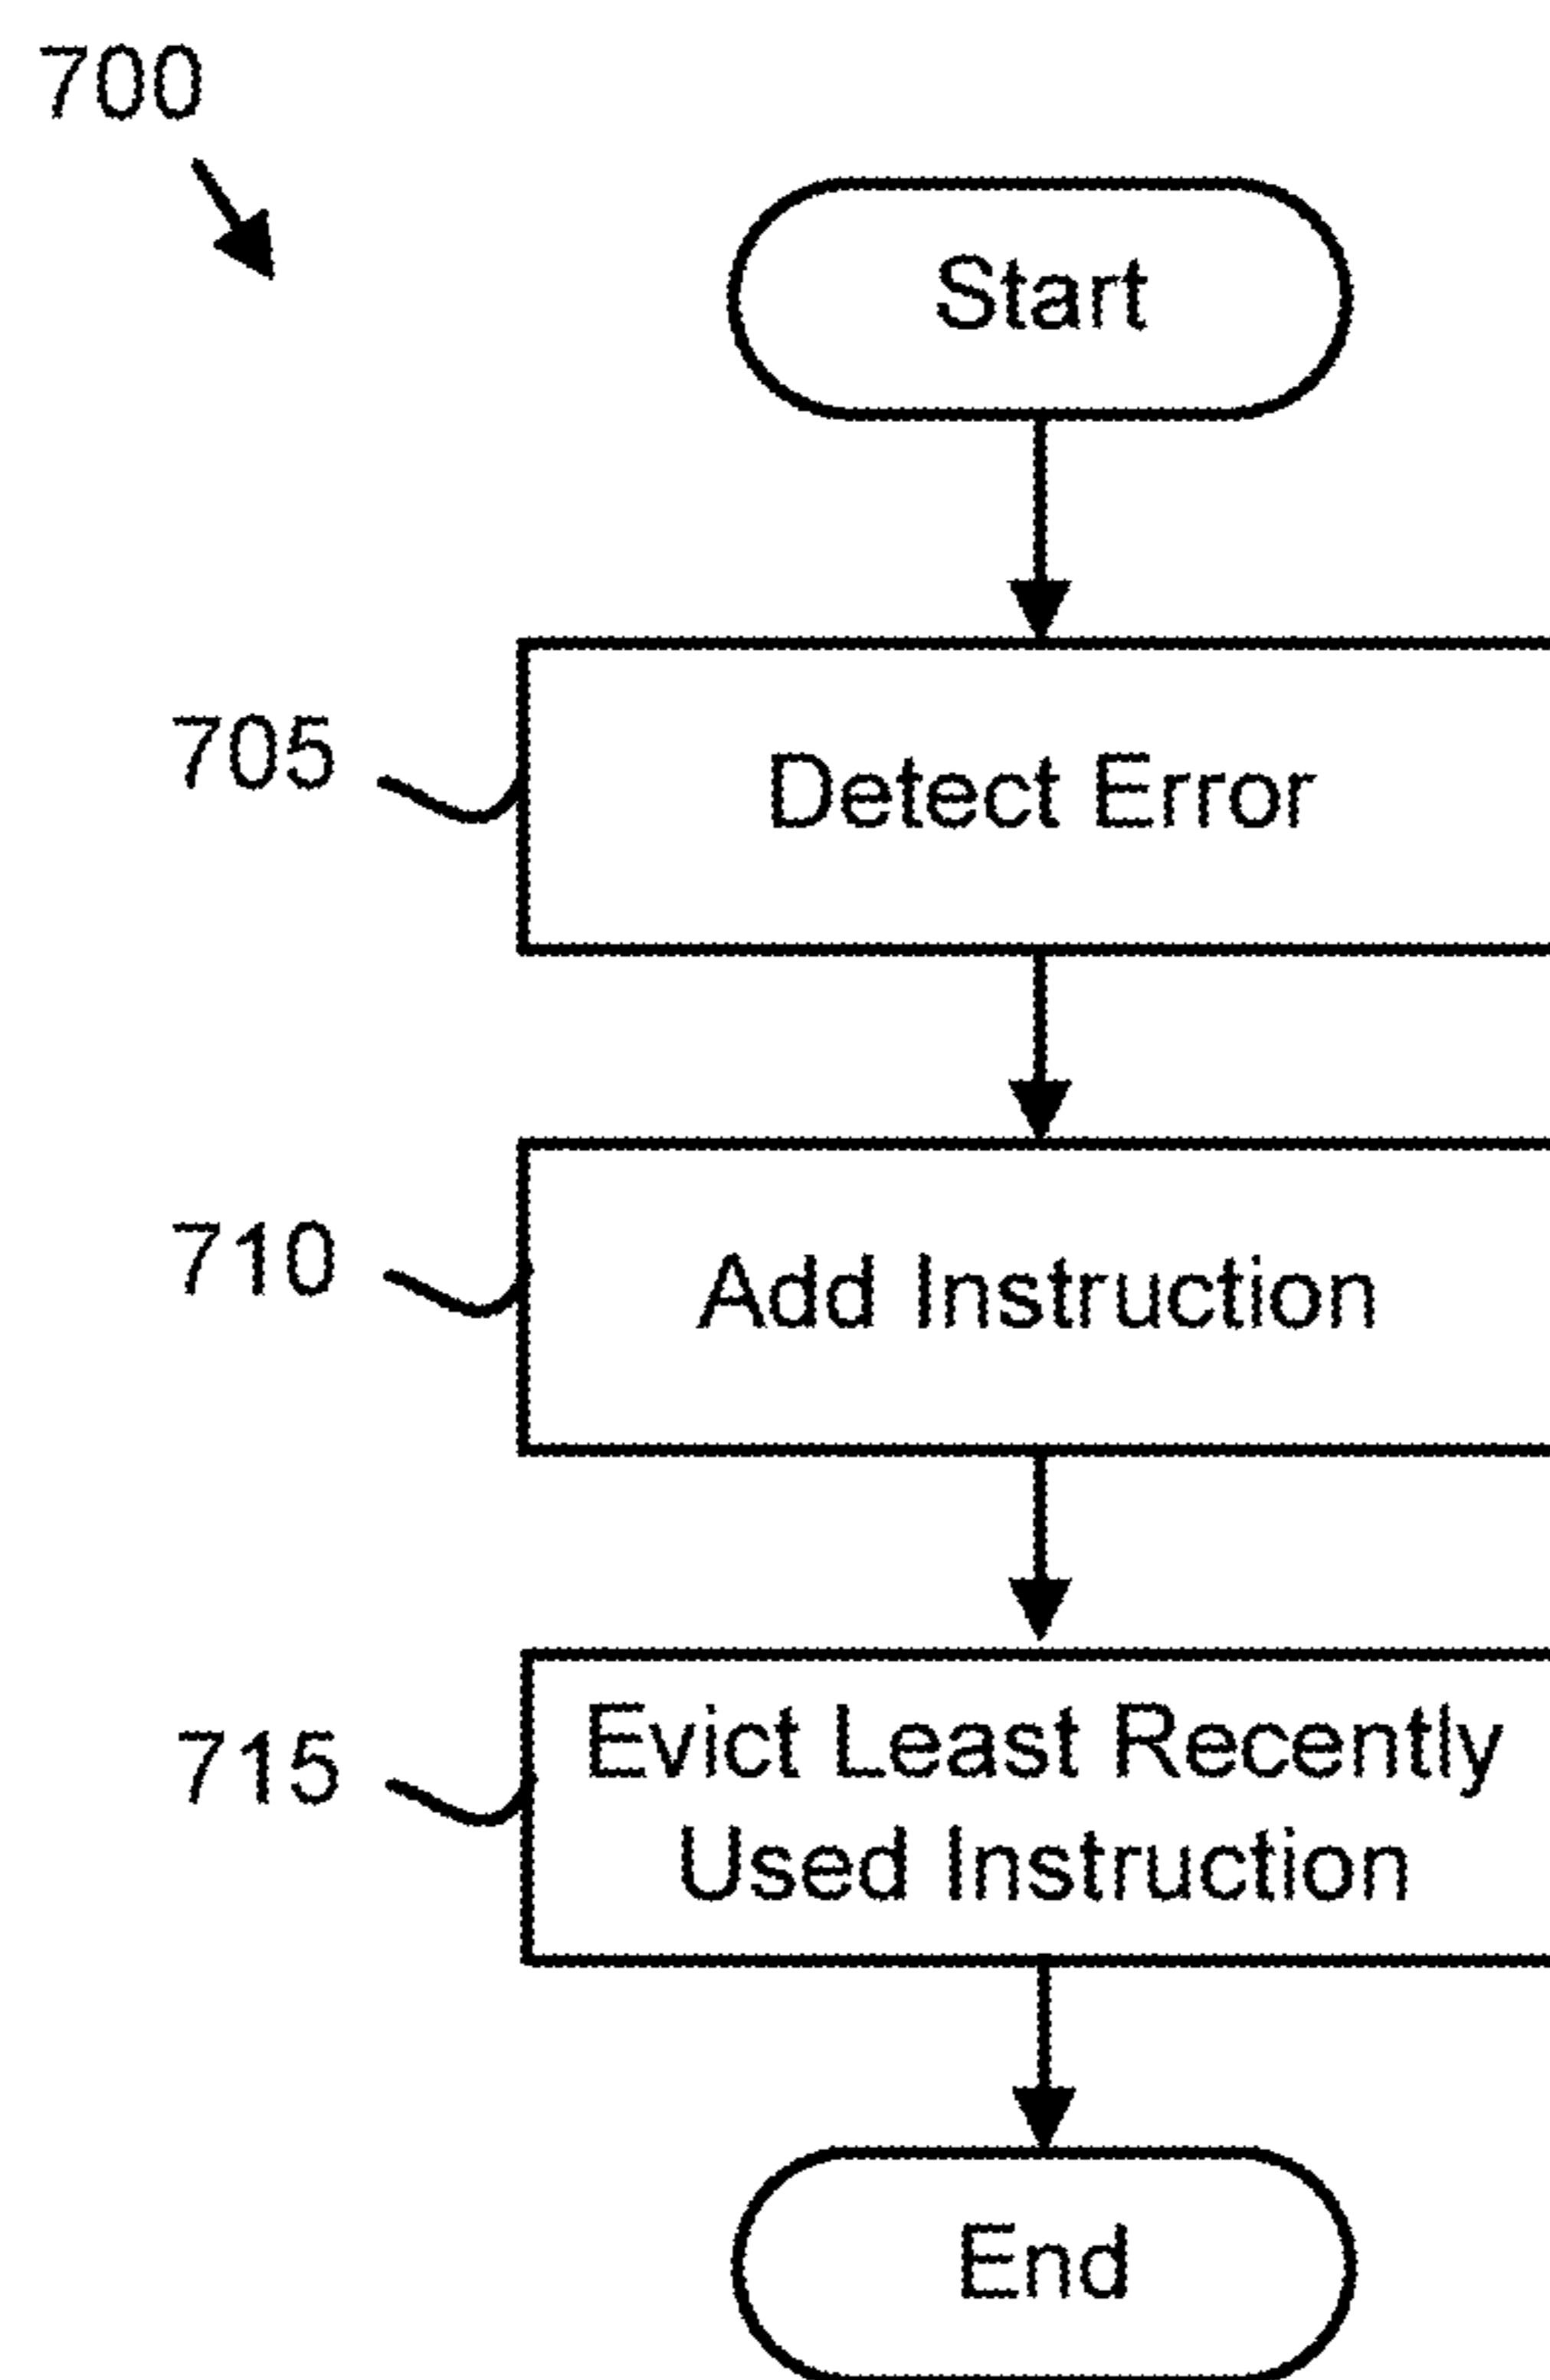 700
Start
705
Detect Error
710
Add Instruction
715
Evict Least Recently
Used Instruction
End